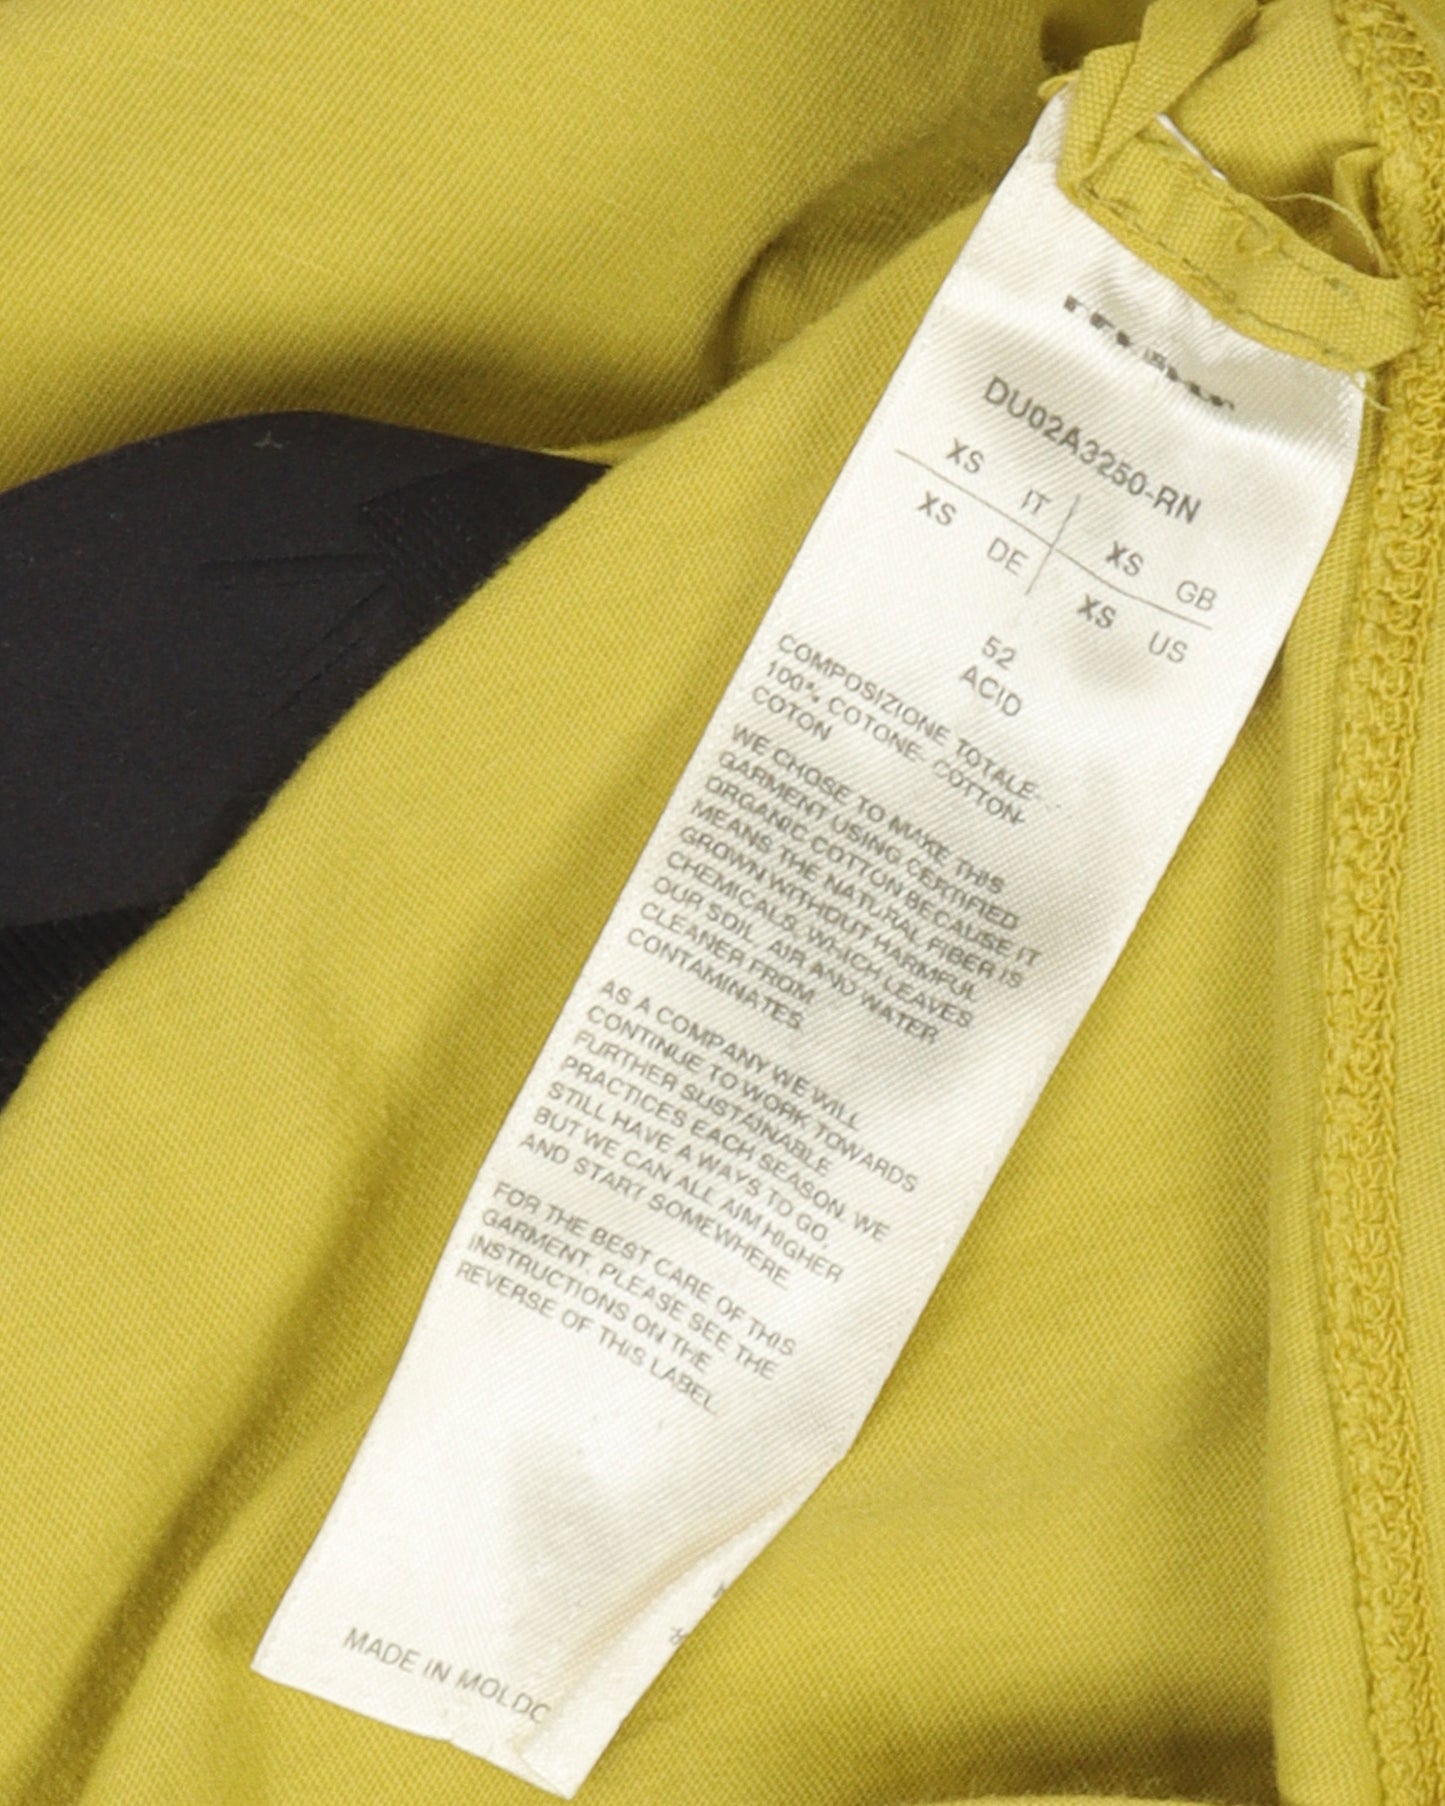 DU02A3250-RN
XS IT XS GB
XS DE XS US
52
ACID
COMPOSIZIONE TOTALE-
100% COTONE- COTTON-
COTON
WE CHOSE TO MAKE THIS
GARMENT USING CERTIFIED
ORGANIC COTTON BECAUSE IT
MEANS THE NATURAL FIBER IS
GROWN WITHOUT HARMFUL
CHEMICALS, WHICH LEAVES
OUR SOIL, AIR AND WATER
CLEANER FROM
CONTAMINATES.
AS A COMPANY WE WILL
CONTINUE TO WORK TOWARDS
FURTHER SUSTAINABLE
PRACTICES EACH SEASON. WE
STILL HAVE A WAYS TO GO,
BUT WE CAN ALL AIM HIGHER
AND START SOMEWHERE.
FOR THE BEST CARE OF THIS
GARMENT, PLEASE SEE THE
INSTRUCTIONS ON THE
REVERSE OF THIS LABEL.
MADE IN MOLDO